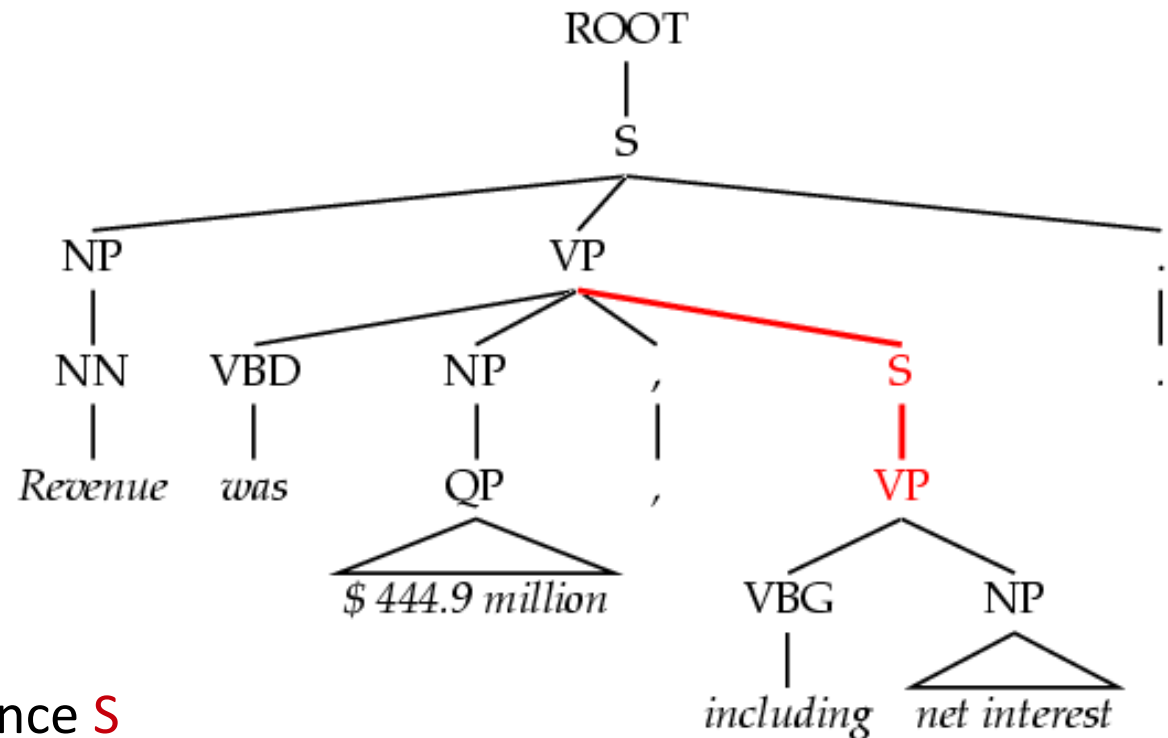 ROOT
S
NP VP .
NN VBD NP , S .
Revenue was QP , VP
$ 444.9 million VBG NP
nce S including net interest